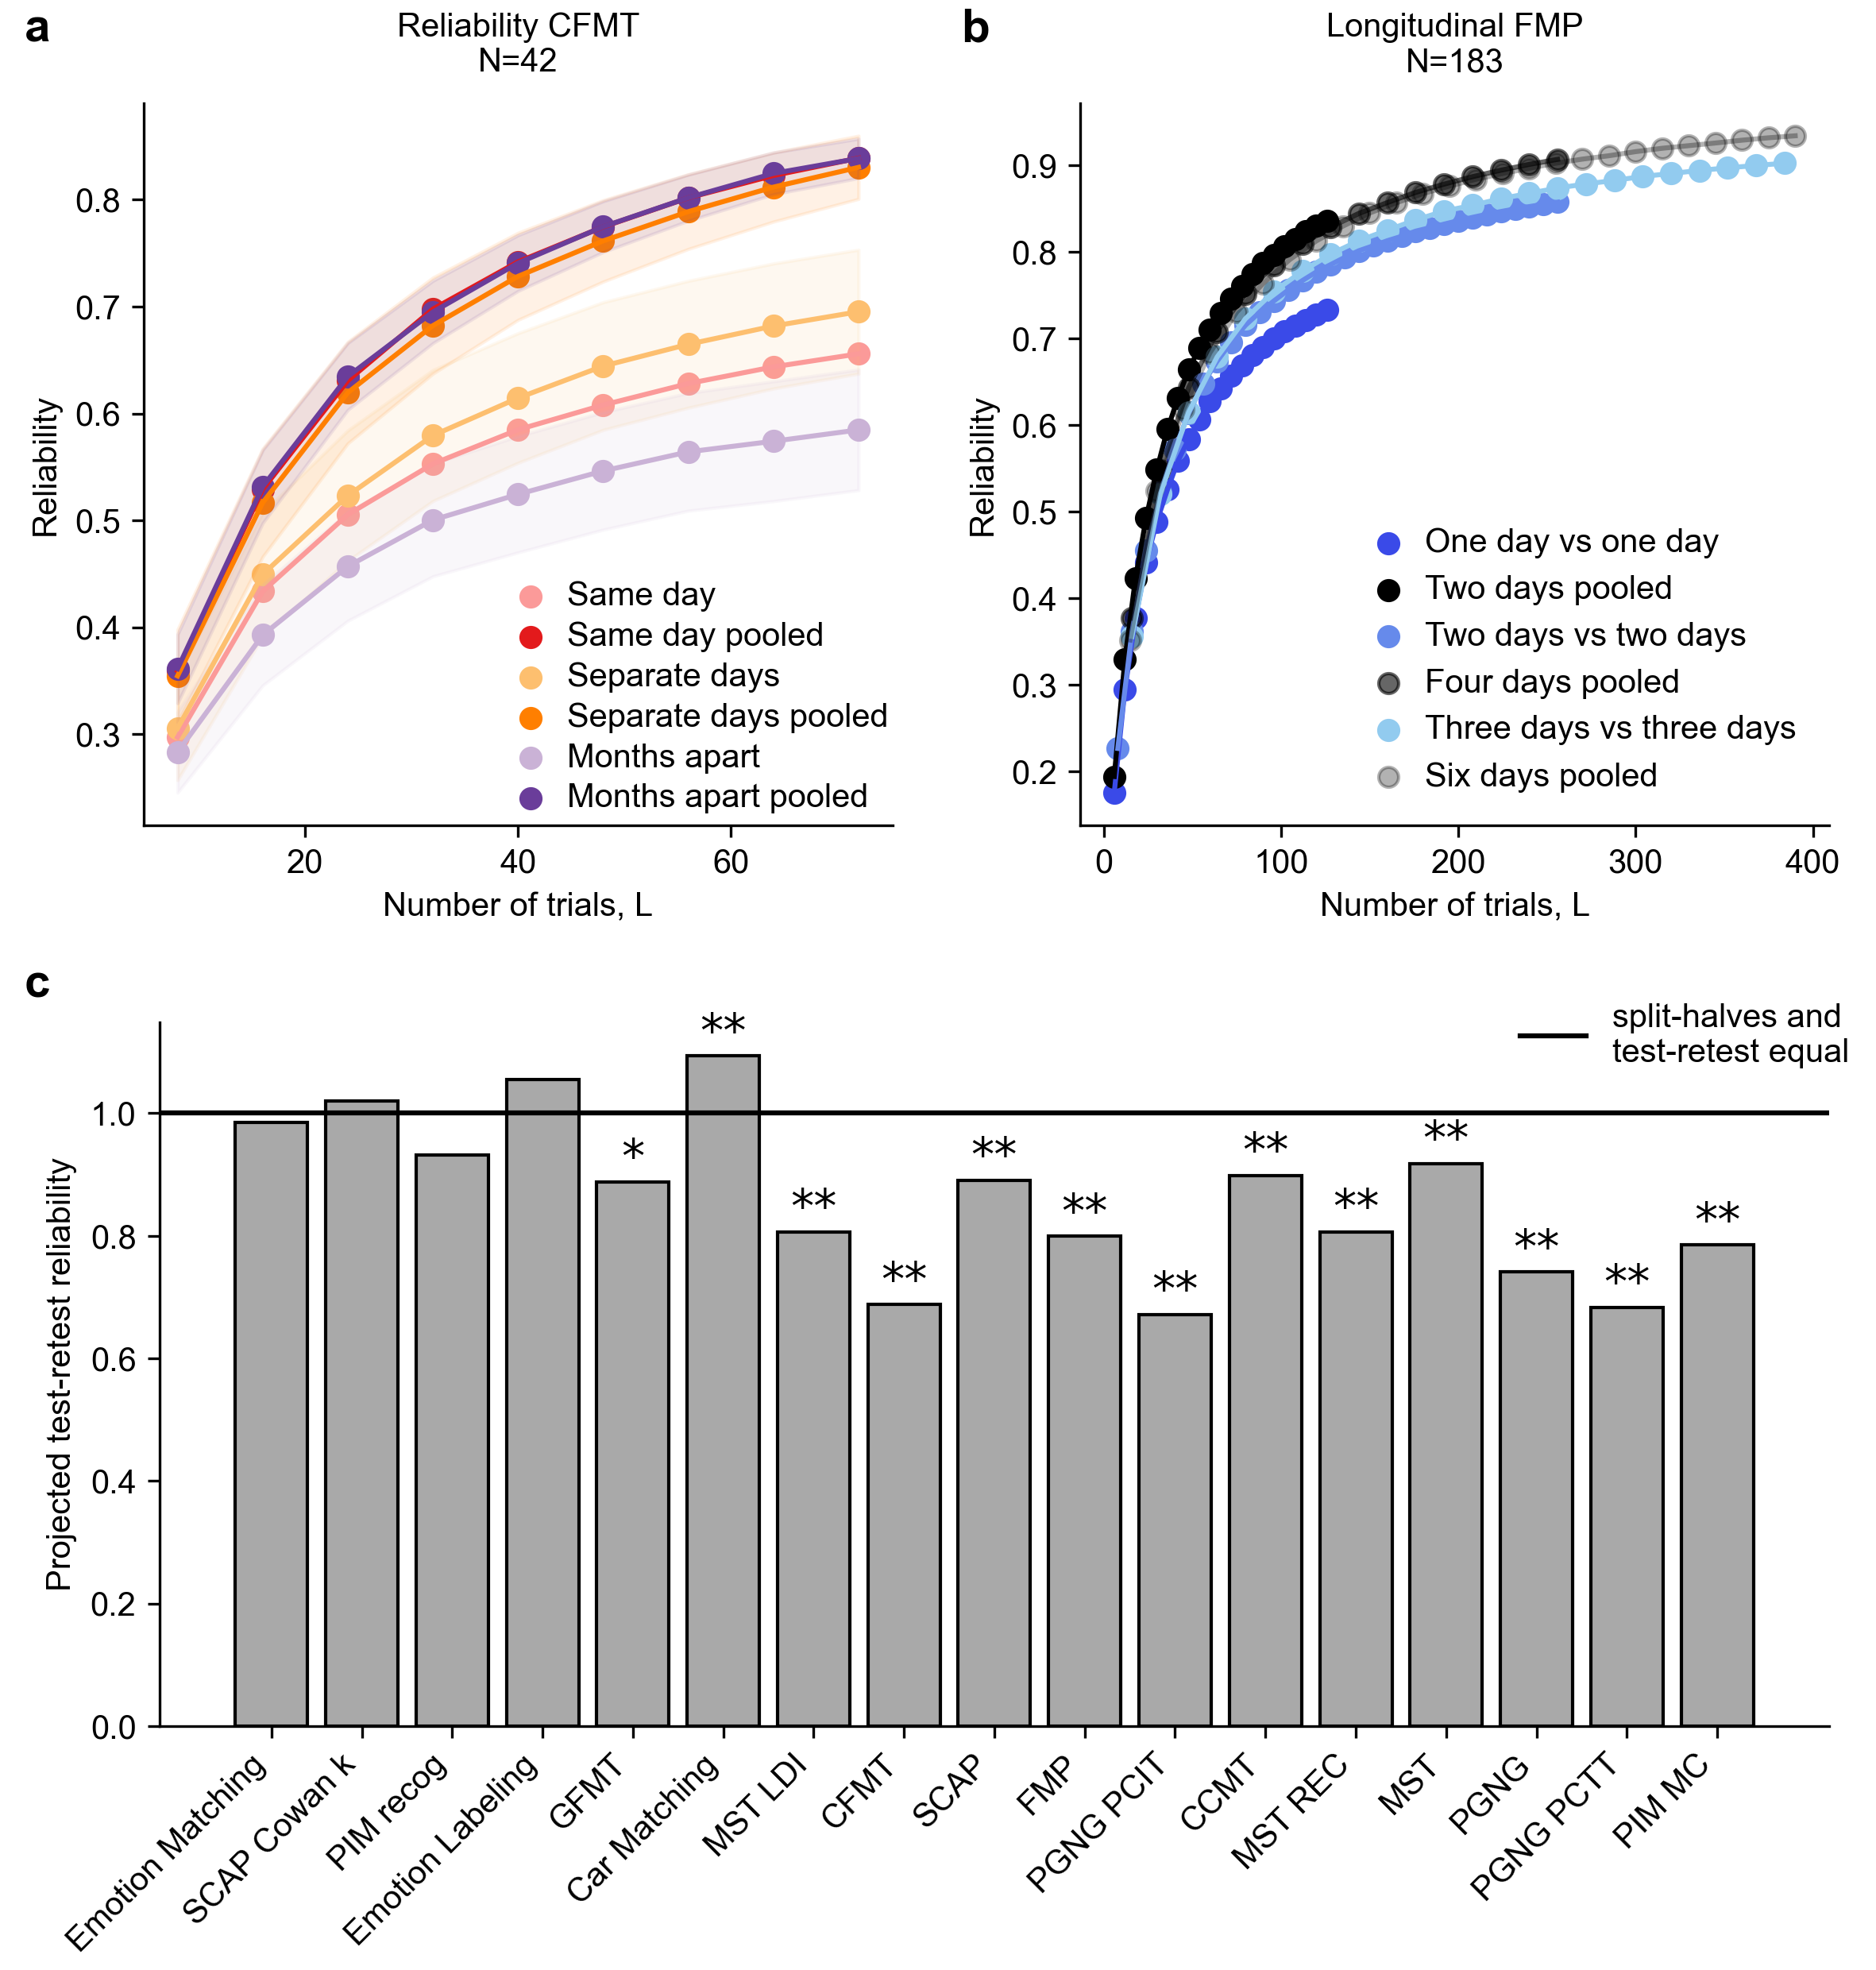 a
Reliability CFMT
N=42
0.8
0.7
0.6
0.5
0.4
0.3
Reliability
Same day
Same day pooled
Separate days
Separate days pooled
Months apart
Months apart pooled
20
40
60
Number of trials, L
b
Longitudinal FMP
N=183
0.9
0.8
0.7
0.6
0.5
0.4
0.3
0.2
Reliability
One day vs one day
Two days pooled
Two days vs two days
Four days pooled
Three days vs three days
Six days pooled
0
100
200
300
400
Number of trials, L
c
split-halves and
test-retest equal
1.0
0.8
0.6
0.4
0.2
0.0
Projected test-retest reliability
*
**
**
**
**
**
**
**
**
**
**
**
**
Emotion Matching
SCAP Cowan k
PIM recog
Emotion Labeling
GFMT
Car Matching
MST LDI
CFMT
SCAP
FMP
PGNG PCIT
CCMT
MST REC
MST
PGNG
PGNG PCTT
PIM MC